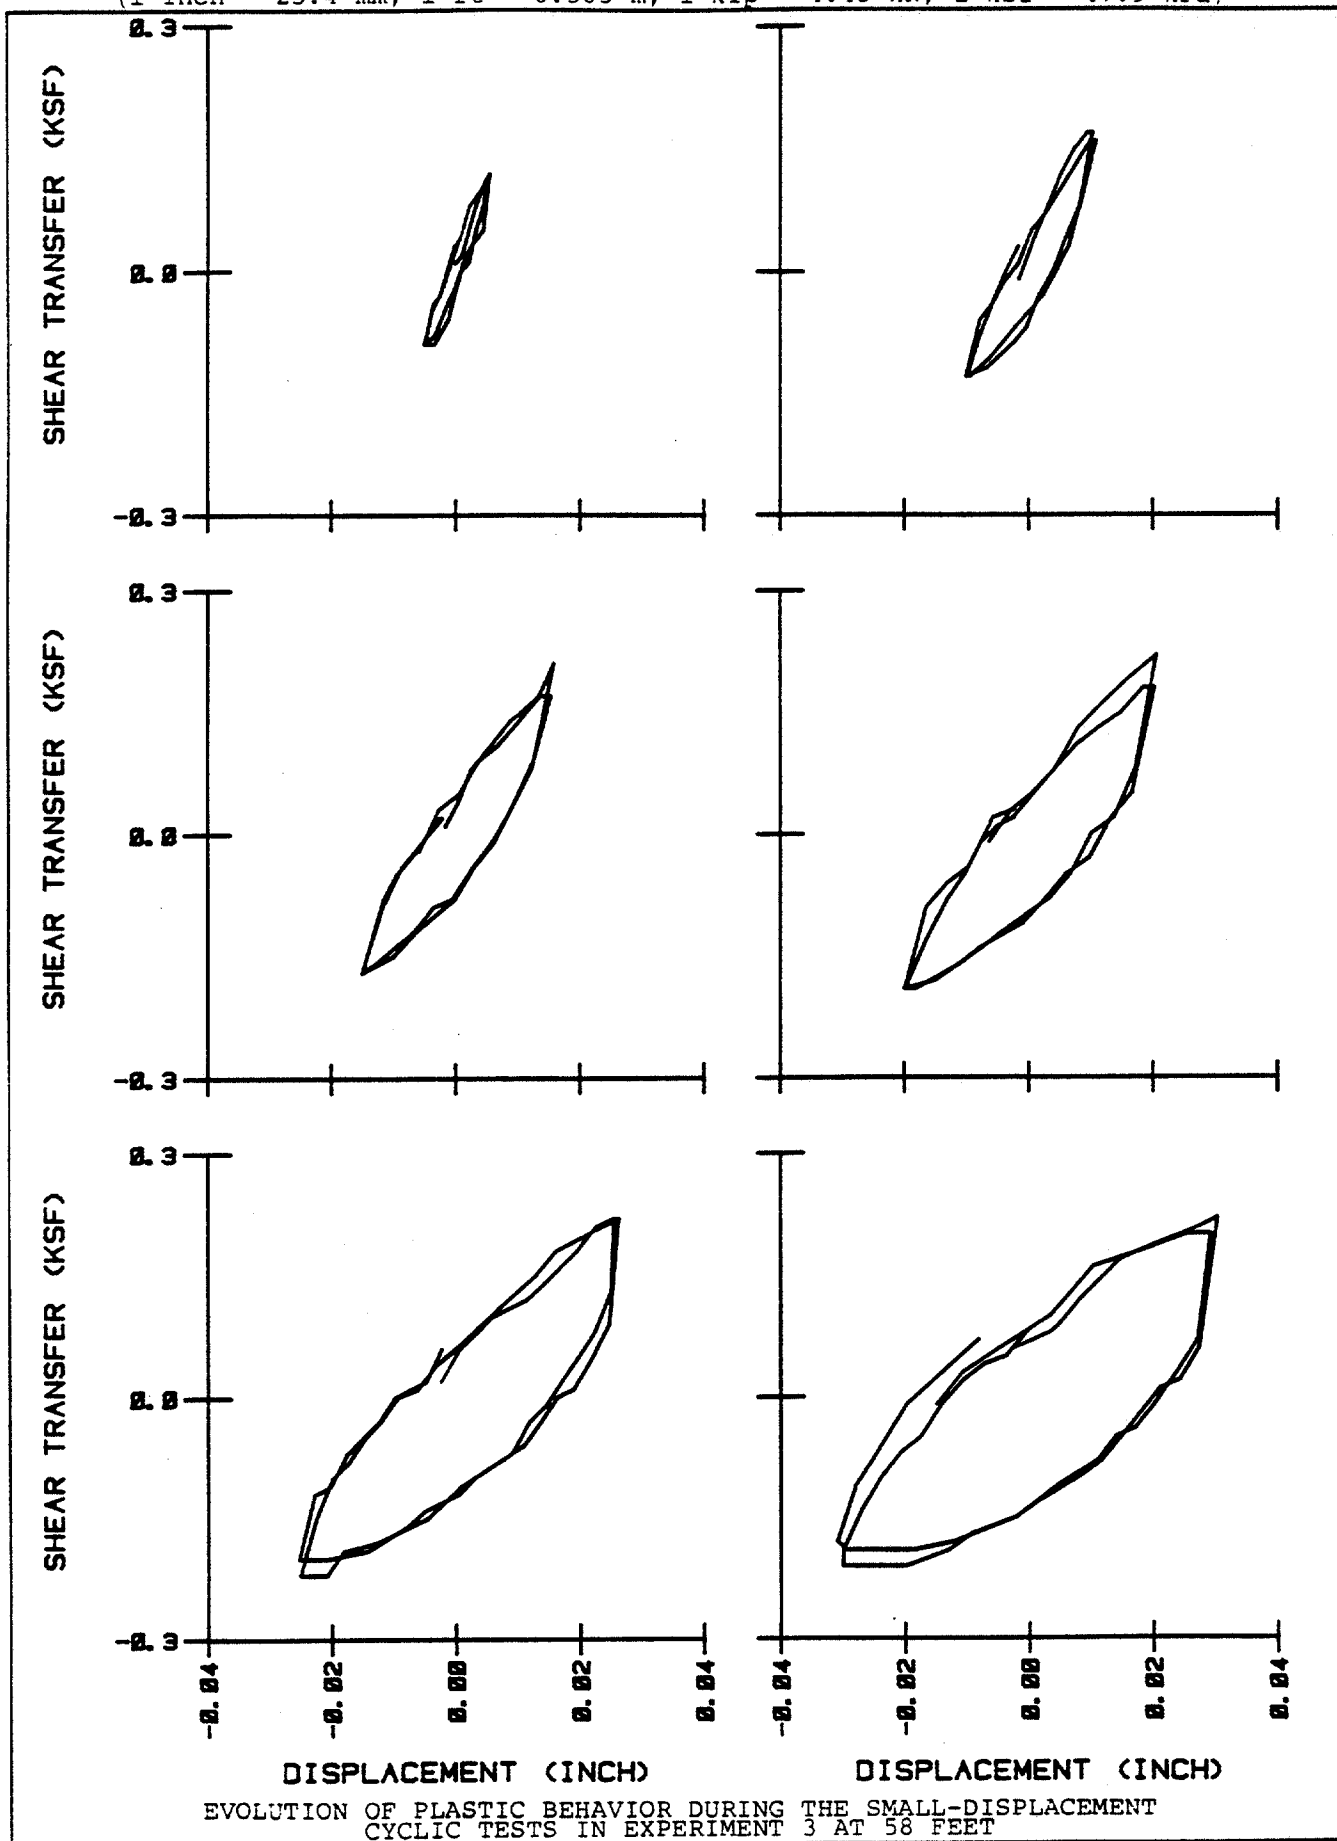 0.3
SHEAR TRANSFER (KSF)
0.0
-0.3
0.3
SHEAR TRANSFER (KSF)
0.0
-0.3
0.3
SHEAR TRANSFER (KSF)
0.0
-0.3
-0.04 -0.02 0.00 0.02 0.04 -0.04 -0.02 0.00 0.02 0.04
DISPLACEMENT (INCH) DISPLACEMENT (INCH)
EVOLUTION OF PLASTIC BEHAVIOR DURING THE SMALL-DISPLACEMENT
CYCLIC TESTS IN EXPERIMENT 3 AT 58 FEET